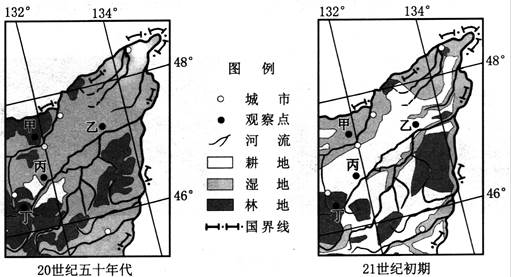 132°
134°
48°
46°
甲
乙
丙
丁
20世纪五十年代
图 例
城 市
观察点
河 流
耕 地
湿 地
林 地
国界线
132°
134°
48°
46°
甲
乙
丙
丁
21世纪初期